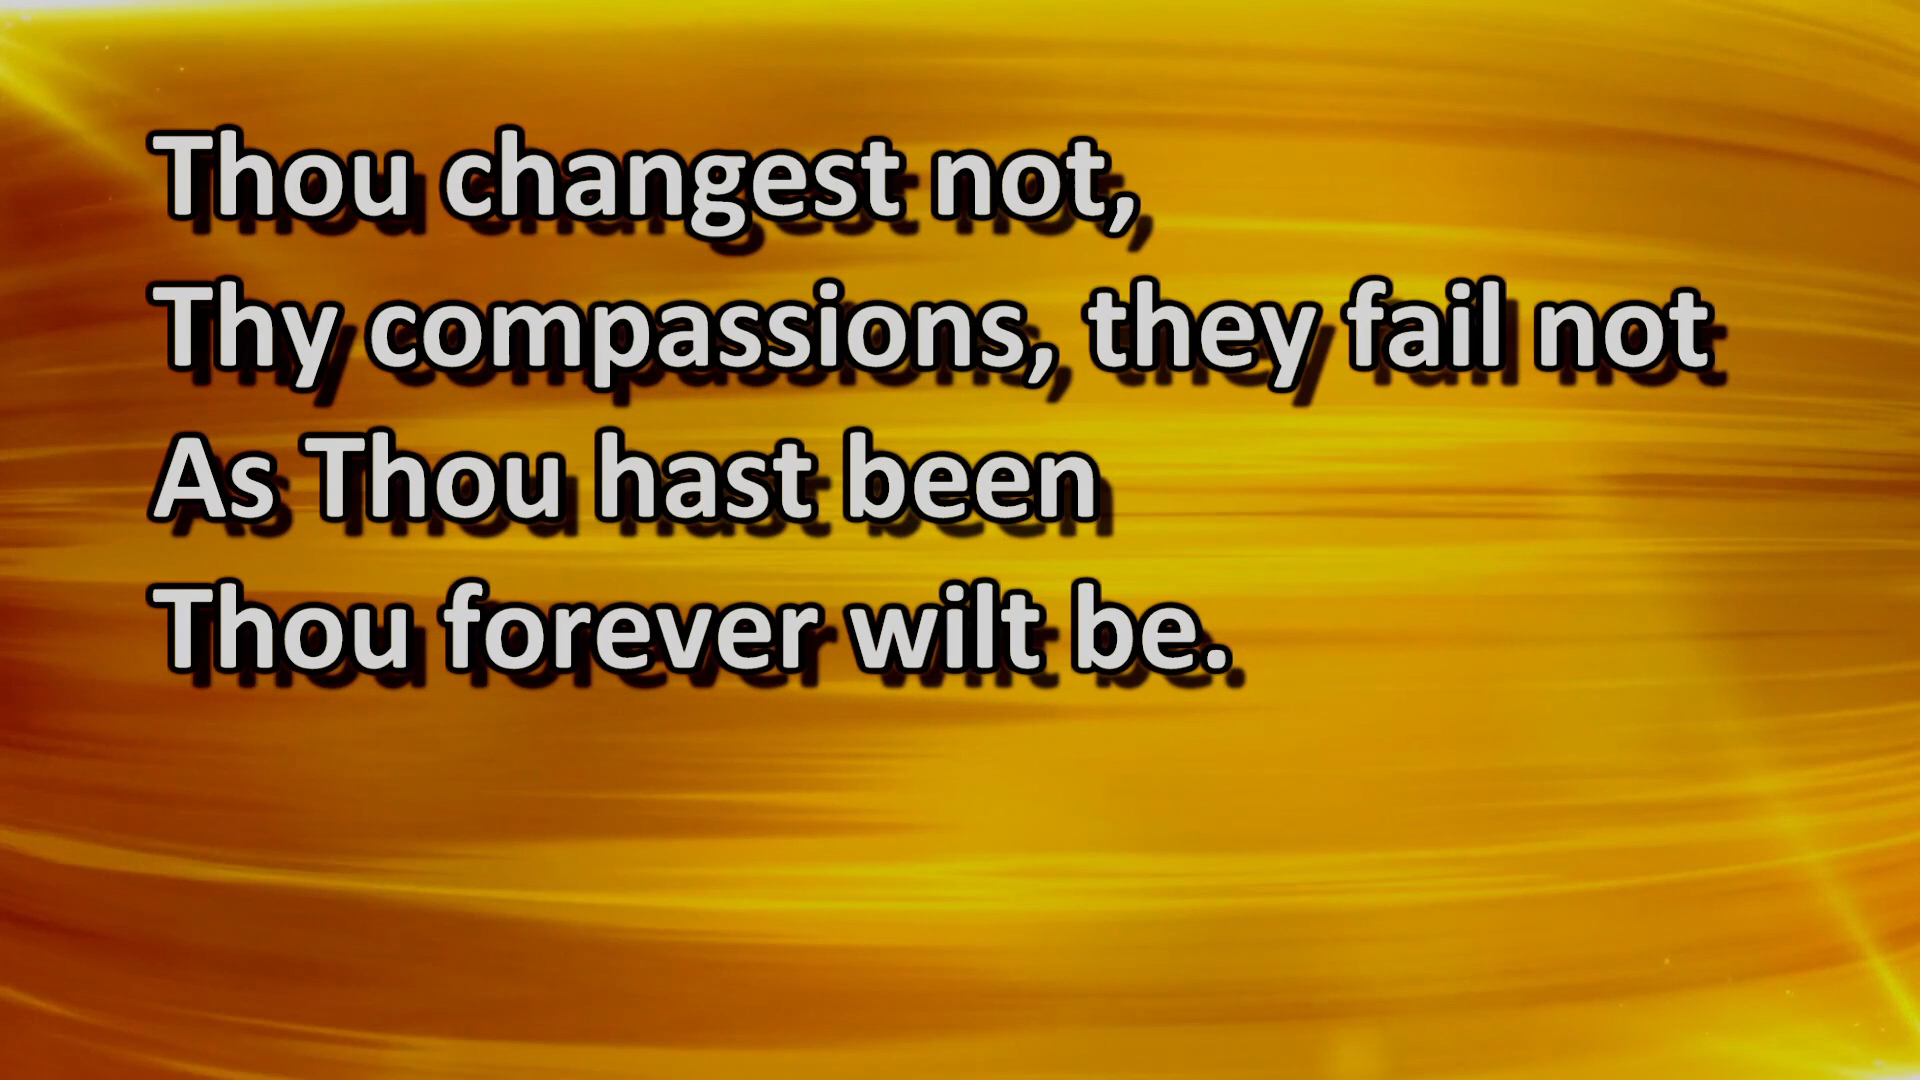 Thou changest not,
Thy compassions, they fail not
As Thou hast been
Thou forever wilt be.